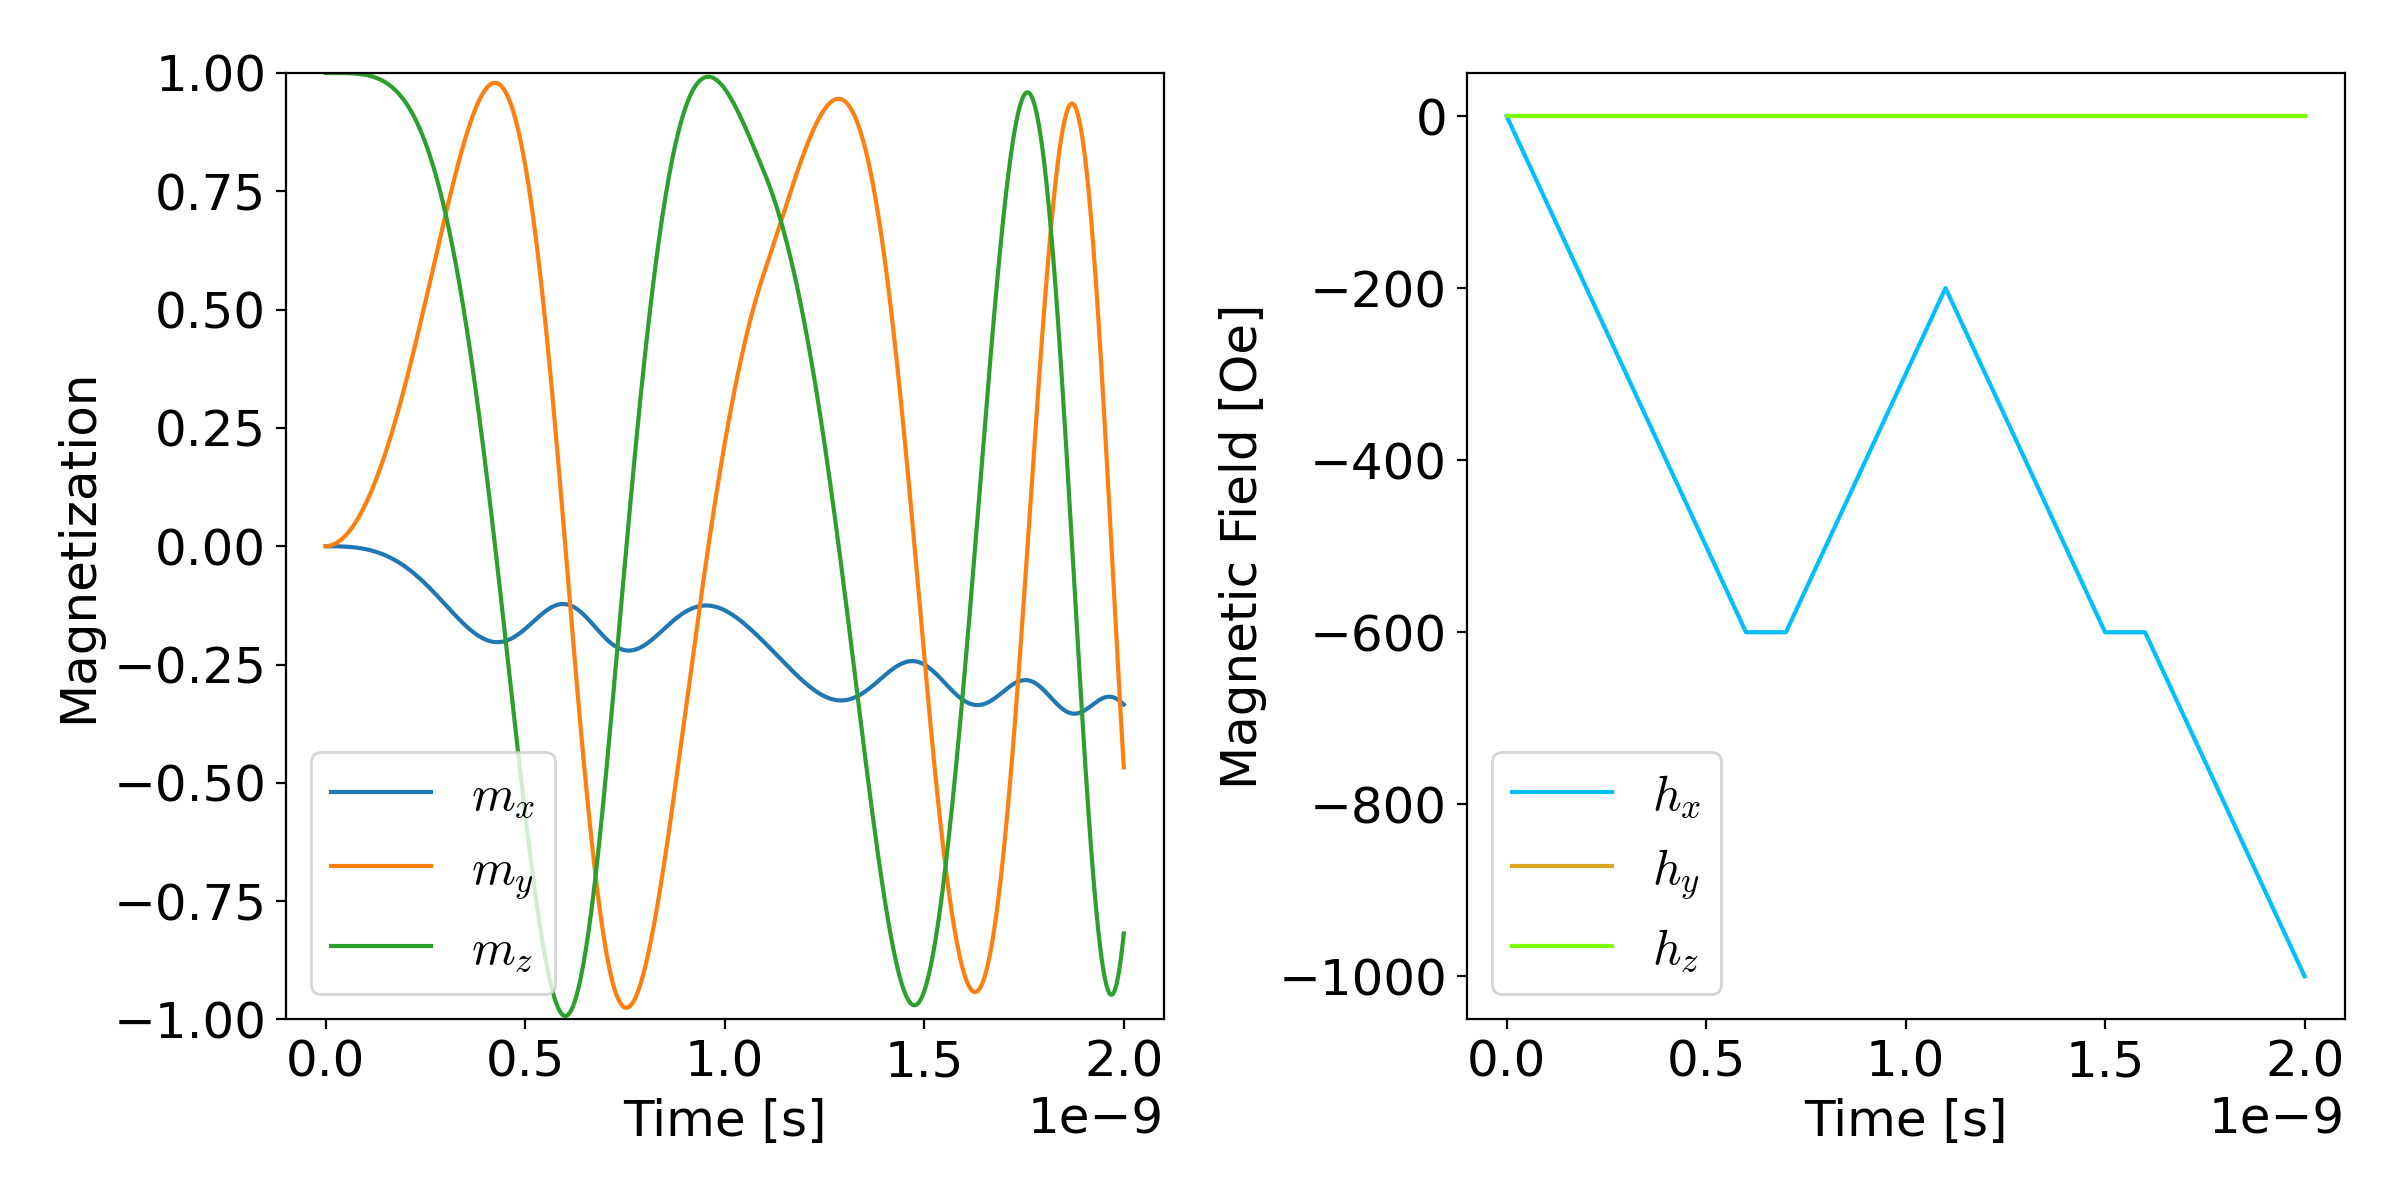 Magnetization
1.00
0.75
0.50
0.25
0.00
−0.25
−0.50
−0.75
−1.00
m_x
m_y
m_z
0.0 0.5 1.0 1.5 2.0
Time [s]
1e−9
Magnetic Field [Oe]
0
−200
−400
−600
−800
−1000
h_x
h_y
h_z
0.0 0.5 1.0 1.5 2.0
Time [s]
1e−9